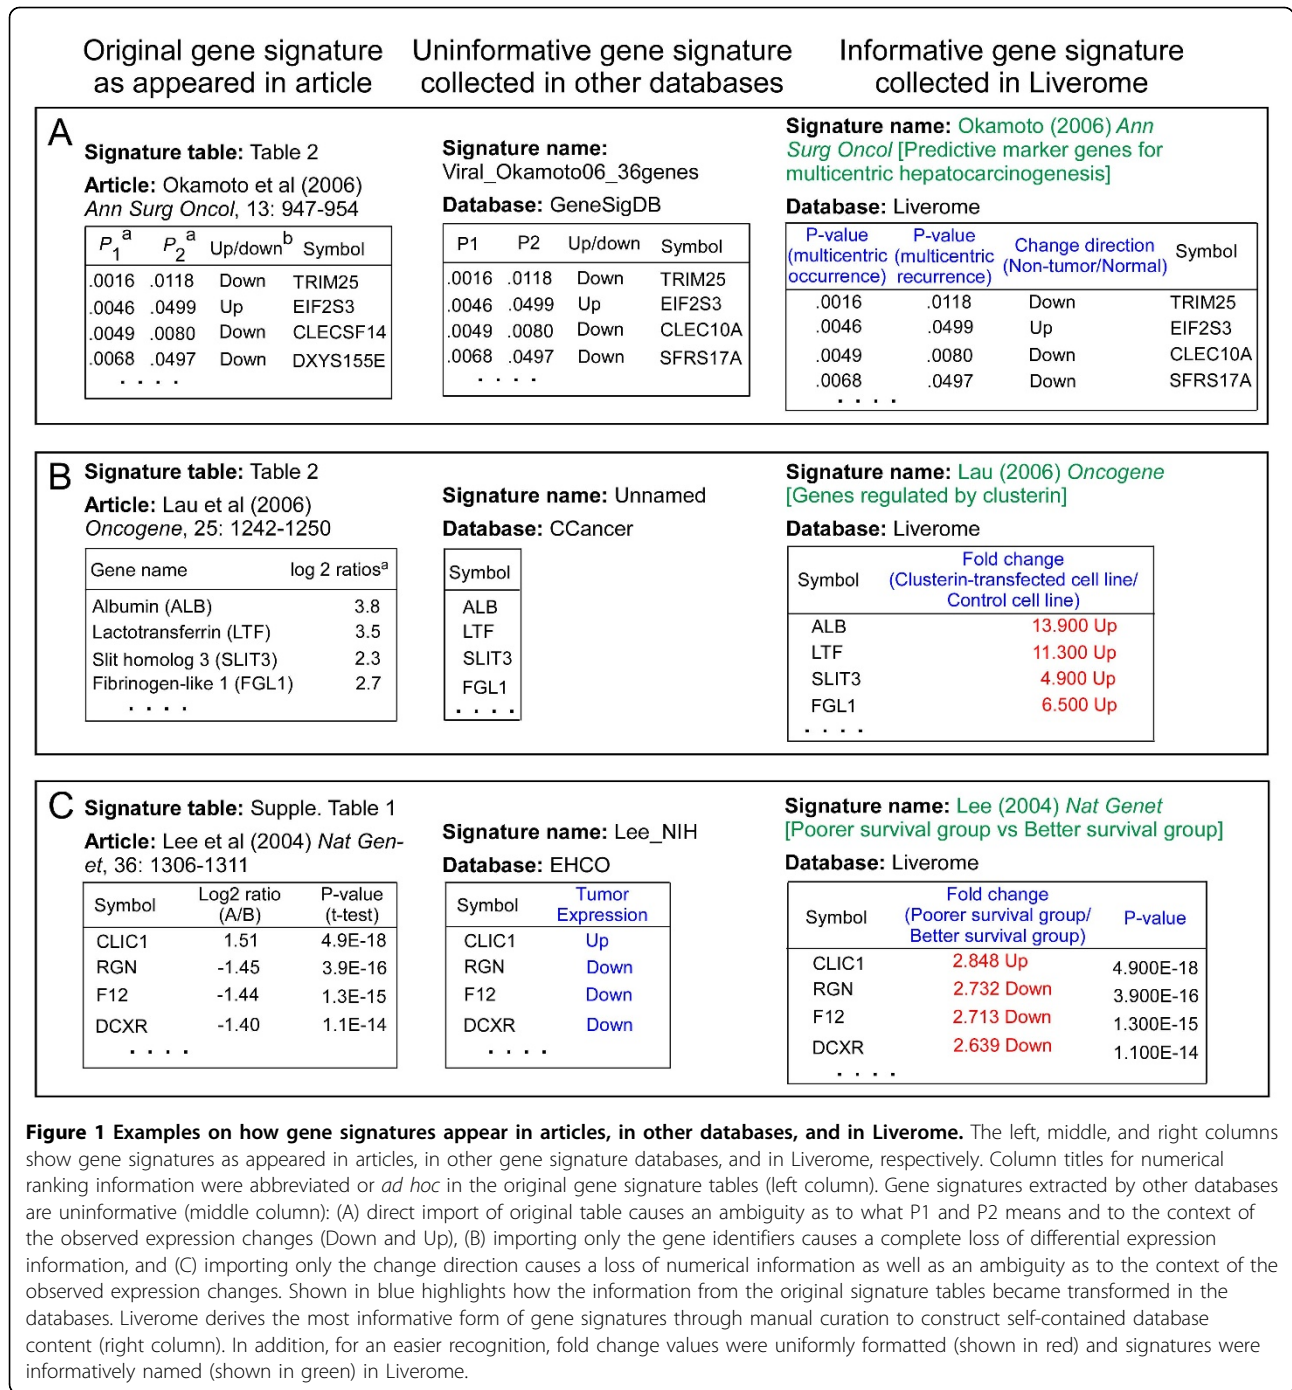 Original gene signature
as appeared in article
Uninformative gene signature
collected in other databases
Informative gene signature
collected in Liverome
A
Signature table: Table 2
Article: Okamoto et al (2006)
Ann Surg Oncol, 13: 947-954
P1a P2a Up/downb Symbol
.0016 .0118 Down TRIM25
.0046 .0499 Up EIF2S3
.0049 .0080 Down CLECSF14
.0068 .0497 Down DXYS155E
. . . .
Signature name:
Viral_Okamoto06_36genes
Database: GeneSigDB
P1 P2 Up/down Symbol
.0016 .0118 Down TRIM25
.0046 .0499 Up EIF2S3
.0049 .0080 Down CLEC10A
.0068 .0497 Down SFRS17A
. . . .
Signature name: Okamoto (2006) Ann
Surg Oncol [Predictive marker genes for
multicentric hepatocarcinogenesis]
Database: Liverome
P-value P-value
(multicentric (multicentric Change direction Symbol
occurrence) recurrence) (Non-tumor/Normal)
.0016 .0118 Down TRIM25
.0046 .0499 Up EIF2S3
.0049 .0080 Down CLEC10A
.0068 .0497 Down SFRS17A
. . . .
B
Signature table: Table 2
Article: Lau et al (2006)
Oncogene, 25: 1242-1250
Gene name log 2 ratiosa
Albumin (ALB) 3.8
Lactotransferrin (LTF) 3.5
Slit homolog 3 (SLIT3) 2.3
Fibrinogen-like 1 (FGL1) 2.7
. . . .
Signature name: Unnamed
Database: CCancer
Symbol
ALB
LTF
SLIT3
FGL1
. . . .
Signature name: Lau (2006) Oncogene
[Genes regulated by clusterin]
Database: Liverome
Fold change
Symbol (Clusterin-transfected cell line/
Control cell line)
ALB 13.900 Up
LTF 11.300 Up
SLIT3 4.900 Up
FGL1 6.500 Up
. . . .
C
Signature table: Supple. Table 1
Article: Lee et al (2004) Nat Gen-
et, 36: 1306-1311
Symbol Log2 ratio P-value
(A/B) (t-test)
CLIC1 1.51 4.9E-18
RGN -1.45 3.9E-16
F12 -1.44 1.3E-15
DCXR -1.40 1.1E-14
. . . .
Signature name: Lee_NIH
Database: EHCO
Symbol Tumor
Expression
CLIC1 Up
RGN Down
F12 Down
DCXR Down
. . . .
Signature name: Lee (2004) Nat Genet
[Poorer survival group vs Better survival group]
Database: Liverome
Fold change
Symbol (Poorer survival group/ P-value
Better survival group)
CLIC1 2.848 Up 4.900E-18
RGN 2.732 Down 3.900E-16
F12 2.713 Down 1.300E-15
DCXR 2.639 Down 1.100E-14
. . . .
Figure 1 Examples on how gene signatures appear in articles, in other databases, and in Liverome. The left, middle, and right columns
show gene signatures as appeared in articles, in other gene signature databases, and in Liverome, respectively. Column titles for numerical
ranking information were abbreviated or ad hoc in the original gene signature tables (left column). Gene signatures extracted by other databases
are uninformative (middle column): (A) direct import of original table causes an ambiguity as to what P1 and P2 means and to the context of
the observed expression changes (Down and Up), (B) importing only the gene identifiers causes a complete loss of differential expression
information, and (C) importing only the change direction causes a loss of numerical information as well as an ambiguity as to the context of the
observed expression changes. Shown in blue highlights how the information from the original signature tables became transformed in the
databases. Liverome derives the most informative form of gene signatures through manual curation to construct self-contained database
content (right column). In addition, for an easier recognition, fold change values were uniformly formatted (shown in red) and signatures were
informatively named (shown in green) in Liverome.